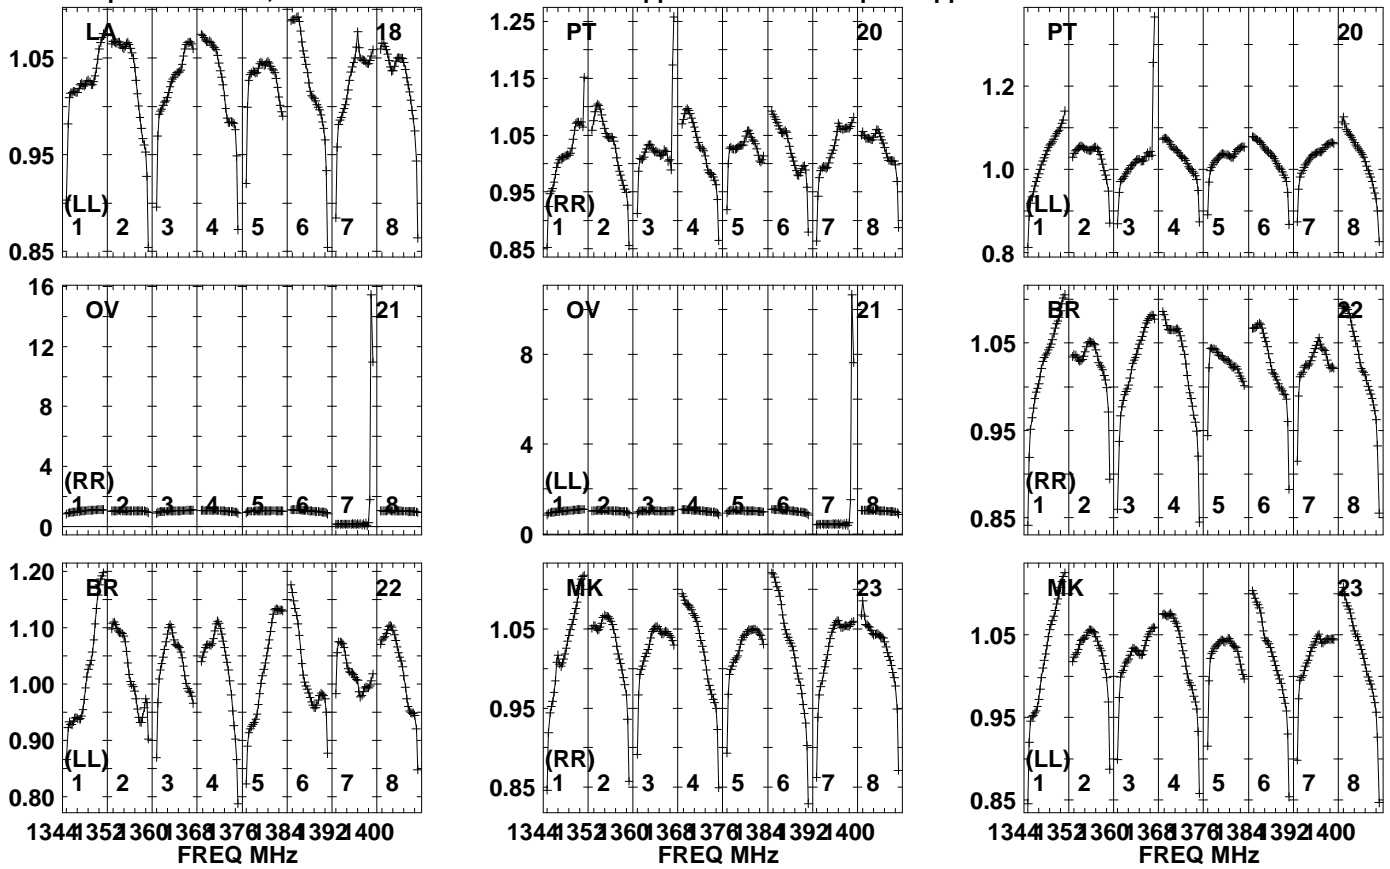 LA 18
1.05
0.95
0.85
(LL)
1 2 3 4 5 6 7 8
PT 20
1.25
1.15
1.05
0.95
0.85
(RR)
1 2 3 4 5 6 7 8
PT 20
1.2
1.0
0.8
(LL)
1 2 3 4 5 6 7 8
OV 21
16
12
8
4
0
(RR)
1 2 3 4 5 6 7 8
OV 21
8
4
0
(LL)
1 2 3 4 5 6 7 8
BR 22
1.05
0.95
0.85
(RR)
1 2 3 4 5 6 7 8
BR 22
1.20
1.10
1.00
0.90
0.80
(LL)
1 2 3 4 5 6 7 8
1344 1352 1360 1368 1376 1384 1392 1400
FREQ MHz
MK 23
1.05
0.95
0.85
(RR)
1 2 3 4 5 6 7 8
1344 1352 1360 1368 1376 1384 1392 1400
FREQ MHz
MK 23
1.05
0.95
0.85
(LL)
1 2 3 4 5 6 7 8
1344 1352 1360 1368 1376 1384 1392 1400
FREQ MHz